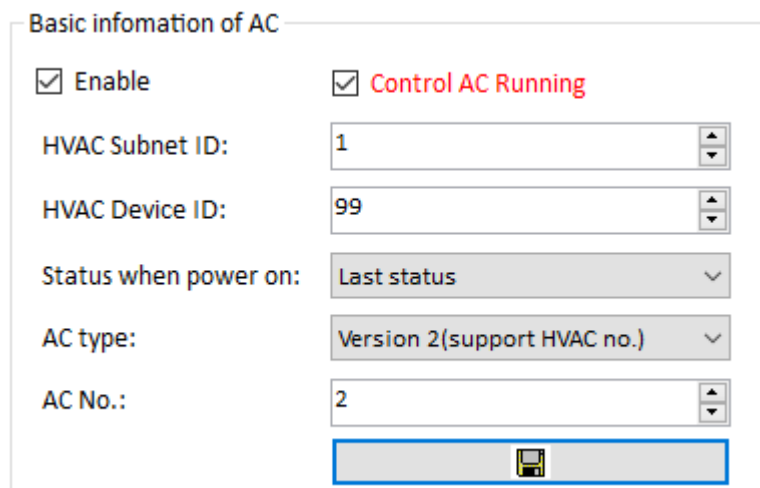 Basic infomation of AC
Enable
Control AC Running
HVAC Subnet ID: 1
HVAC Device ID: 99
Status when power on: Last status
AC type: Version 2(support HVAC no.)
AC No.: 2